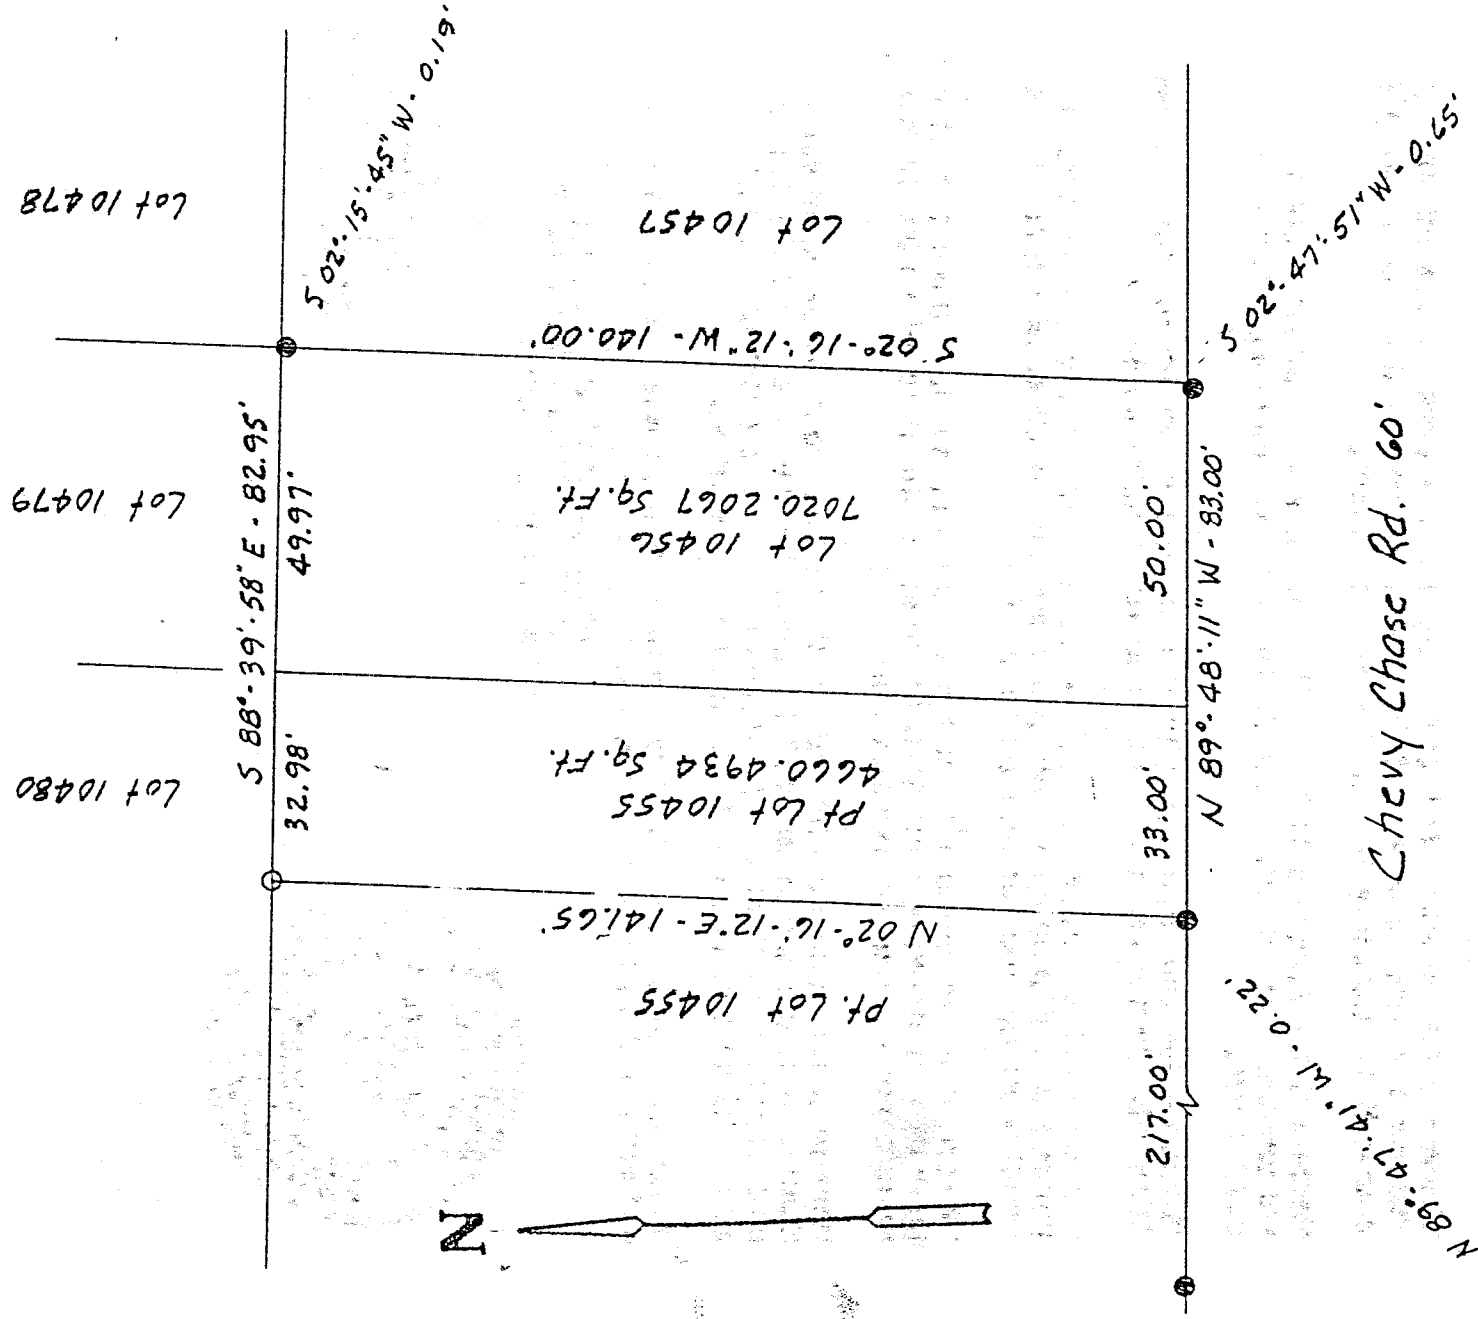 Lot 10478
S 02°-15'-45" W - 0.19'
Lot 10457
S 02°-16'-12" W - 140.00'
S 02°-47'-51" W - 0.65'
Lot 10479
S 88°-39'-58" E - 82.95'
49.97'
Lot 10456
7020.2067 Sq.Ft.
50.00'
N 89°-48'-11" W - 83.00'
Chevy Chase Rd. 60'
Lot 10480
32.98'
Pt Lot 10455
4660.4934 Sq.Ft.
33.00'
N 02°-16'-12" E - 141.65'
Pt. Lot 10455
217.00'
N 89°-47'-41" W - 0.22'
N